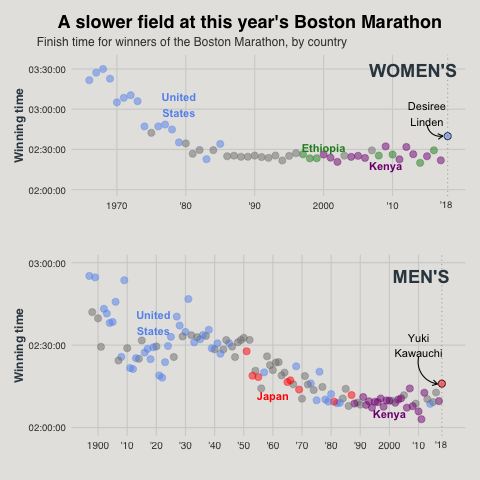 A slower field at this year's Boston Marathon
Finish time for winners of the Boston Marathon, by country
WOMEN'S
Winning time
03:30:00
03:00:00
02:30:00
02:00:00
United
States
Ethiopia
Kenya
Desiree
Linden
1970
'80
'90
2000
'10
'18
MEN'S
Winning time
03:00:00
02:30:00
02:00:00
United
States
Japan
Kenya
Yuki
Kawauchi
1900
'10
'20
'30
'40
'50
'60
'70
'80
'90
2000
'10
'18